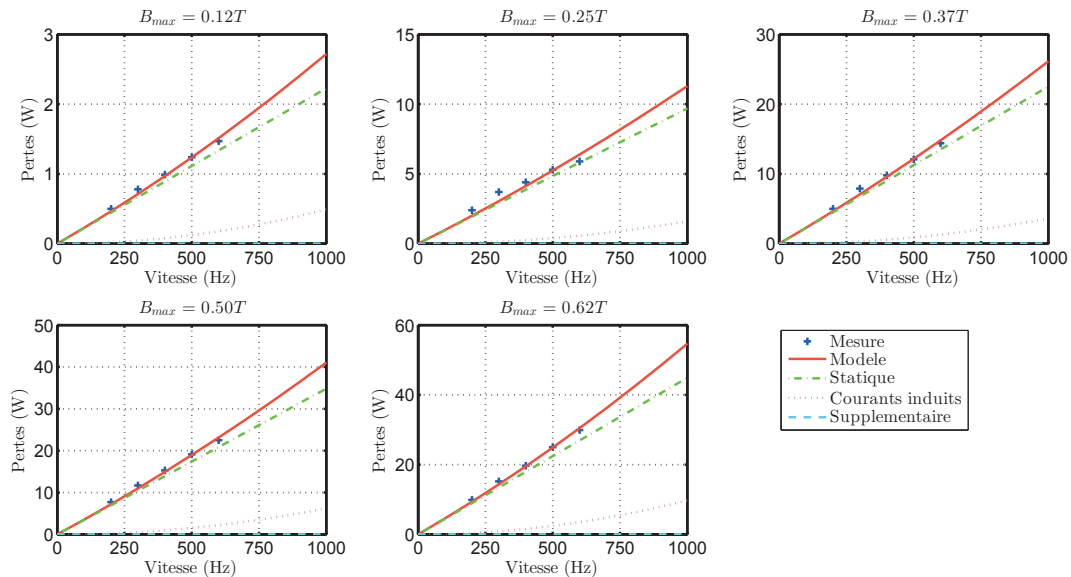 B_max = 0.12T
3
2
1
0
Pertes (W)
0 250 500 750 1000
Vitesse (Hz)
B_max = 0.25T
15
10
5
0
Pertes (W)
0 250 500 750 1000
Vitesse (Hz)
B_max = 0.37T
30
20
10
0
Pertes (W)
0 250 500 750 1000
Vitesse (Hz)
B_max = 0.50T
50
40
30
20
10
0
Pertes (W)
0 250 500 750 1000
Vitesse (Hz)
B_max = 0.62T
60
40
20
0
Pertes (W)
0 250 500 750 1000
Vitesse (Hz)
Mesure
Modele
Statique
Courants induits
Supplementaire